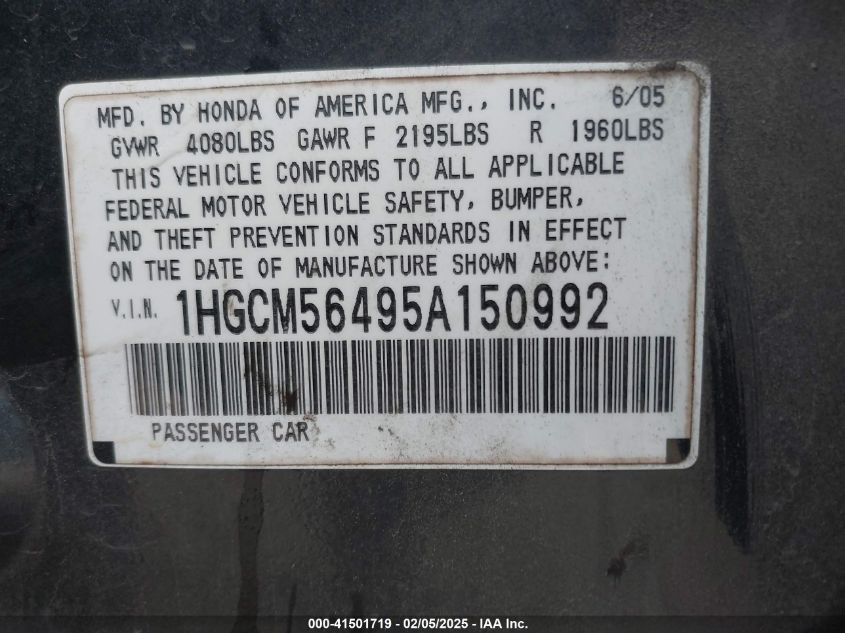 MFD. BY HONDA OF AMERICA MFG., INC. 6/05
GVWR 4080LBS GAWR F 2195LBS R 1960LBS
THIS VEHICLE CONFORMS TO ALL APPLICABLE
FEDERAL MOTOR VEHICLE SAFETY, BUMPER,
AND THEFT PREVENTION STANDARDS IN EFFECT
ON THE DATE OF MANUFACTURE SHOWN ABOVE:
V.I.N. 1HGCM56495A150992
PASSENGER CAR
000-41501719 - 02/05/2025 - IAA Inc.